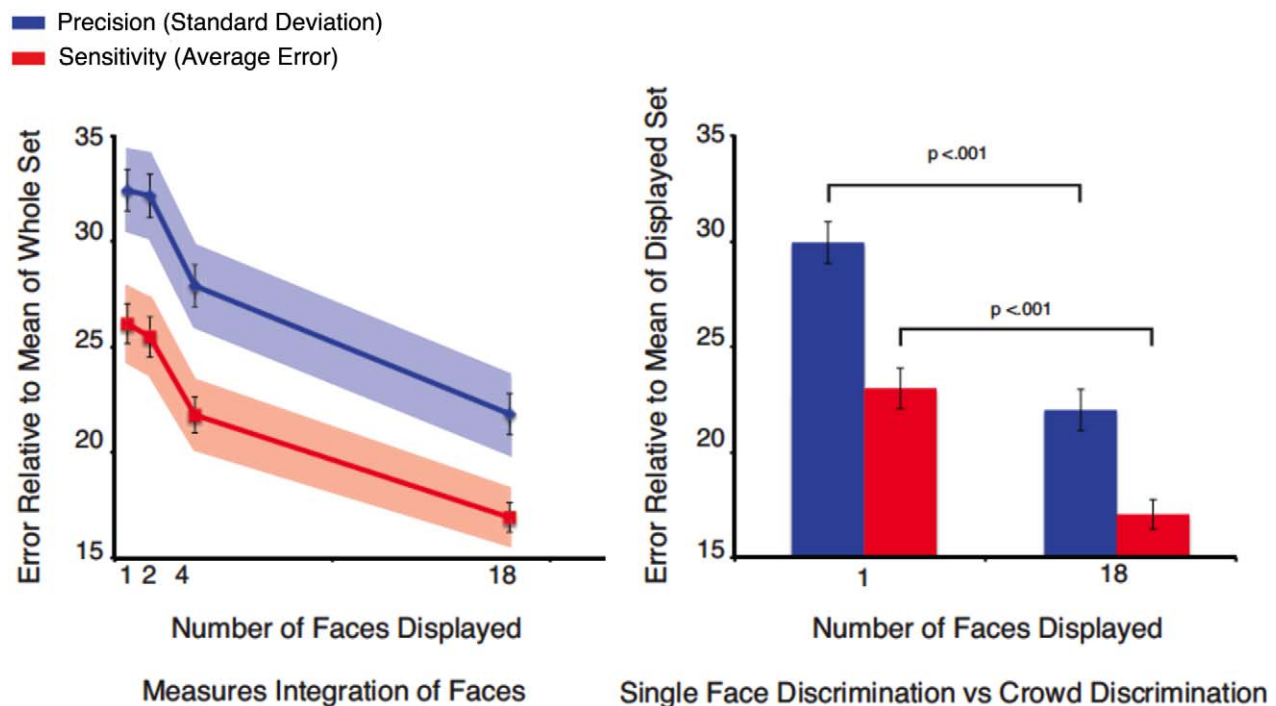 Precision (Standard Deviation)
Sensitivity (Average Error)
Error Relative to Mean of Whole Set
35
30
25
20
15
1 2 4 18
Number of Faces Displayed
Measures Integration of Faces
Error Relative to Mean of Displayed Set
35
30
25
20
15
p <.001
p <.001
1 18
Number of Faces Displayed
Single Face Discrimination vs Crowd Discrimination